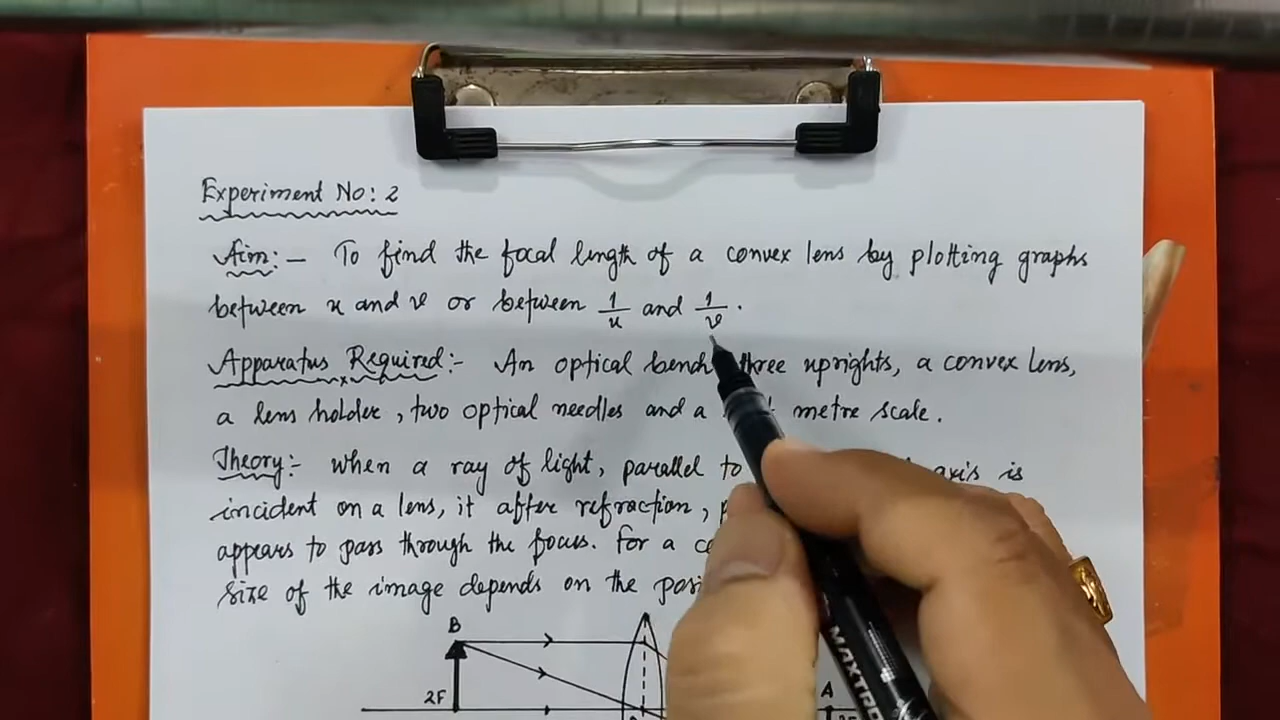 Experiment No: 2
Aim:- To find the focal length of a convex lens by plotting graphs
between u and v or between 1/u and 1/v.
Apparatus Required:- An optical bench three uprights, a convex lens,
a lens holder, two optical needles and a metre scale.
Theory:- When a ray of light, parallel to axis is
incident on a lens, it after refraction,
appears to pass through the focus. For a
size of the image depends on the
B
2F
A
MAXTRO